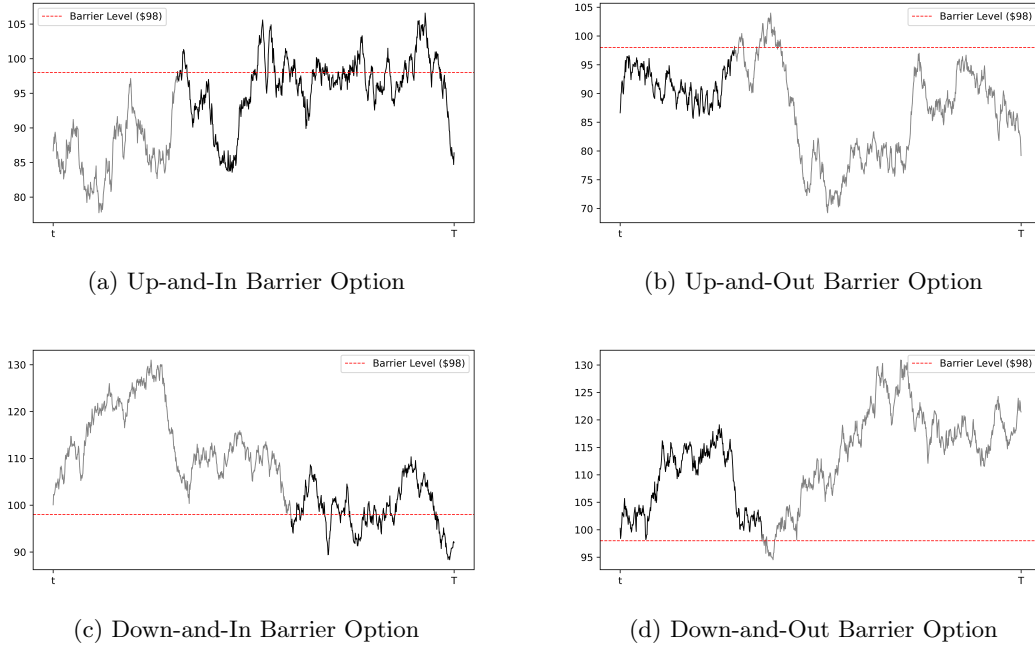 Barrier Level ($98)
105
100
95
90
85
80
t
T
(a) Up-and-In Barrier Option
Barrier Level ($98)
105
100
95
90
85
80
75
70
t
T
(b) Up-and-Out Barrier Option
Barrier Level ($98)
130
120
110
100
90
t
T
(c) Down-and-In Barrier Option
Barrier Level ($98)
130
125
120
115
110
105
100
95
t
T
(d) Down-and-Out Barrier Option